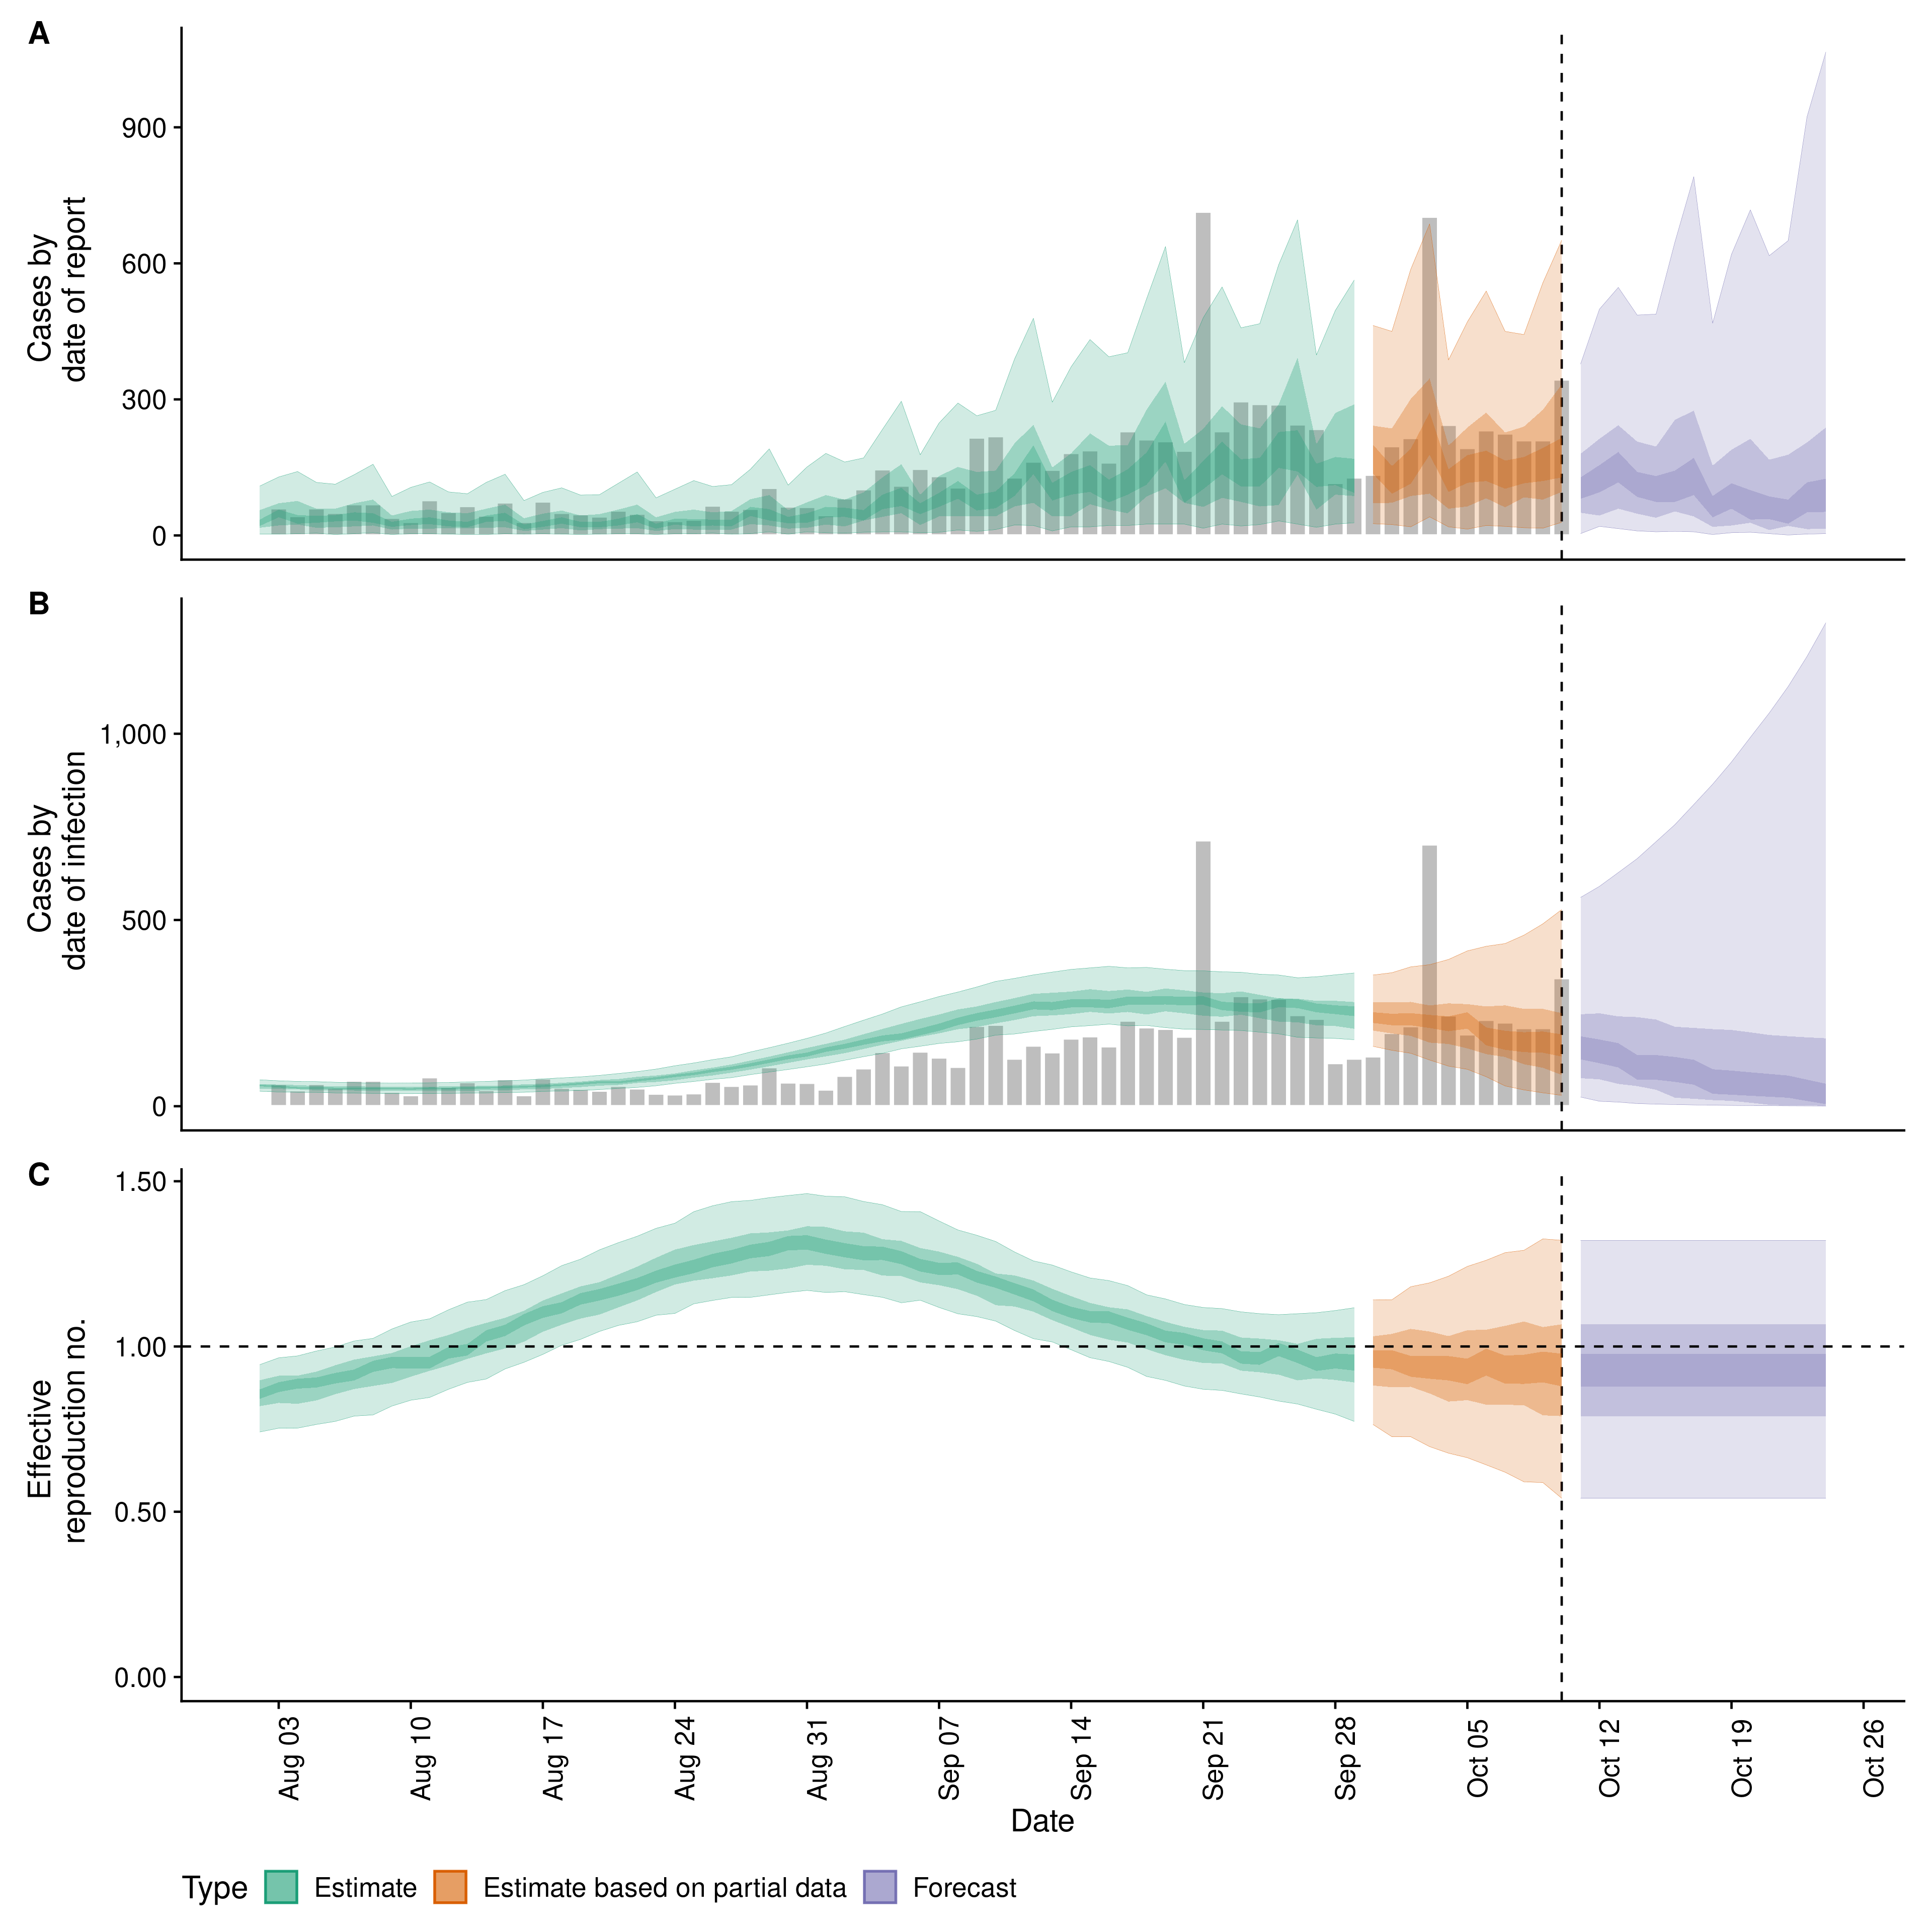 A
Cases by
date of report
900
600
300
0
B
Cases by
date of infection
1,000
500
0
C
Effective
reproduction no.
1.50
1.00
0.50
0.00
Aug 03
Aug 10
Aug 17
Aug 24
Aug 31
Sep 07
Sep 14
Sep 21
Sep 28
Oct 05
Oct 12
Oct 19
Oct 26
Date
Type Estimate Estimate based on partial data Forecast